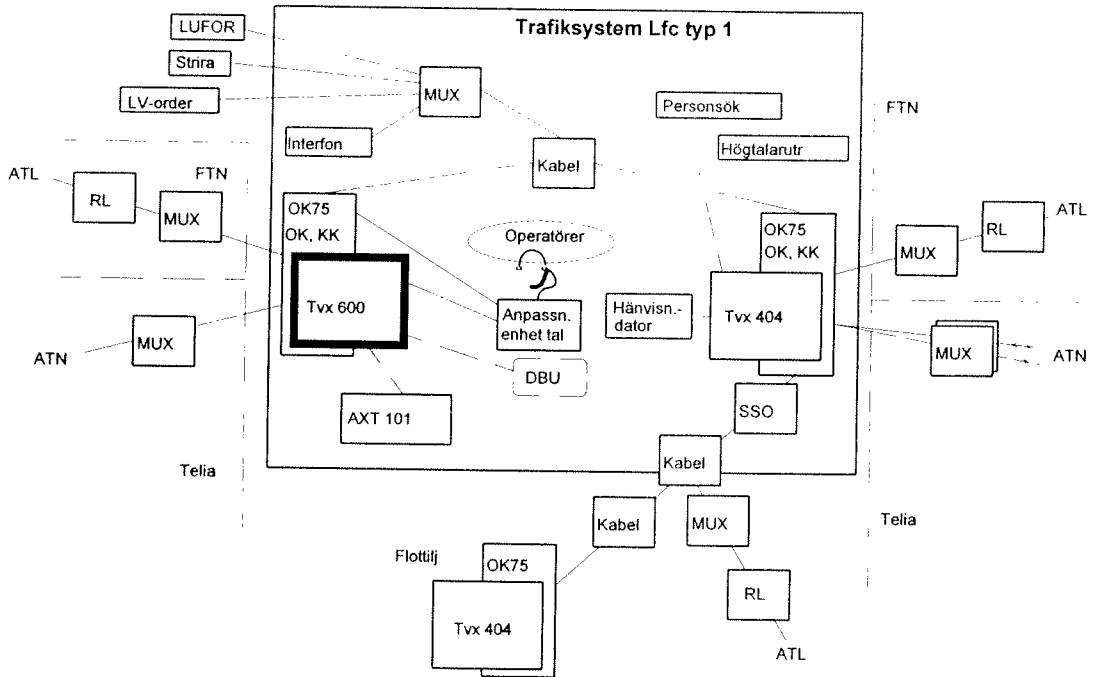 Trafiksystem Lfc typ 1
LUFOR
Strira
LV-order
MUX
Personsök
FTN
Interfon
Högtalarutr
Kabel
ATL
RL
FTN
MUX
OK75
OK, KK
Tvx 600
Operatörer
Anpassn.
enhet tal
Hänvisn.-
dator
OK75
OK, KK
Tvx 404
MUX
RL
ATL
ATN
MUX
DBU
MUX
ATN
AXT 101
SSO
Telia
Kabel
Kabel
MUX
Telia
Flottilj
OK75
Tvx 404
RL
ATL